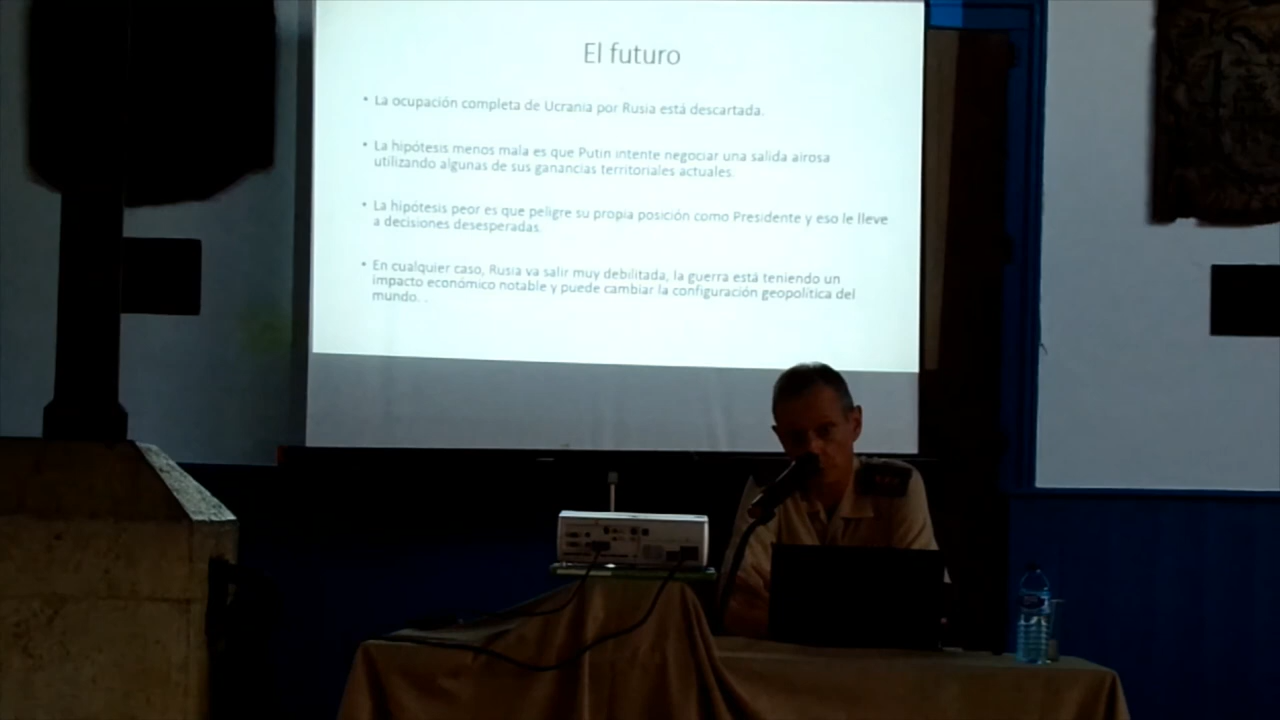 El futuro
• La ocupación completa de Ucrania por Rusia está descartada.
• La hipótesis menos mala es que Putin intente negociar una salida airosa
utilizando algunas de sus ganancias territoriales actuales.
• La hipótesis peor es que peligre su propia posición como Presidente y eso le lleve
a decisiones desesperadas.
• En cualquier caso, Rusia va salir muy debilitada, la guerra está teniendo un
impacto económico notable y puede cambiar la configuración geopolítica del
mundo. .